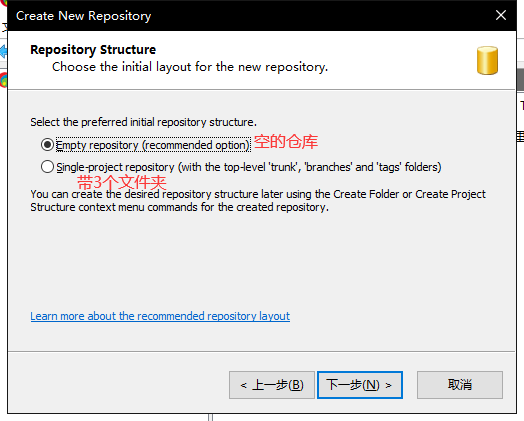 Create New Repository
Repository Structure
Choose the initial layout for the new repository.
Select the preferred initial repository structure.
Empty repository (recommended option) 空的仓库
Single-project repository (with the top-level 'trunk', 'branches' and 'tags' folders)
带3个文件夹
You can create the desired repository structure later using the Create Folder or Create Project
Structure context menu commands for the created repository.
Learn more about the recommended repository layout
< 上一步(B) 下一步(N) > 取消